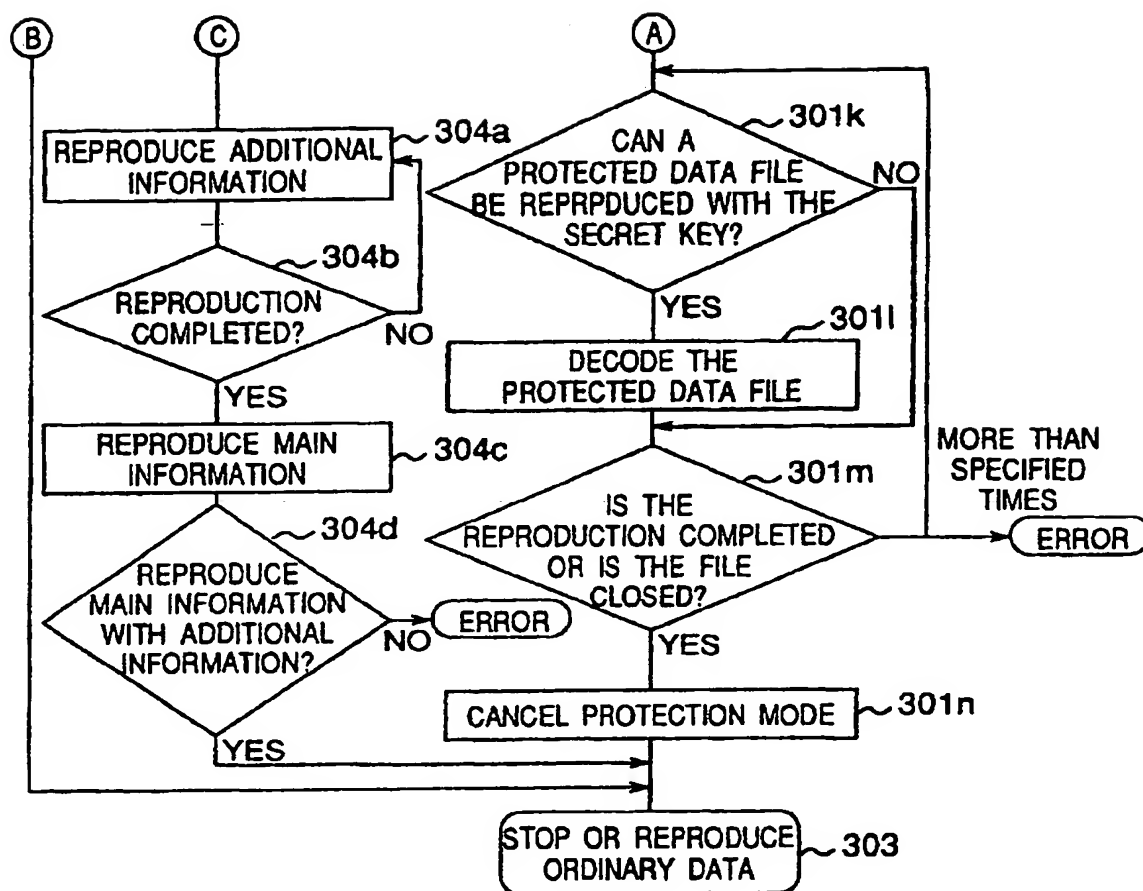 B
C
A
304a
REPRODUCE ADDITIONAL
INFORMATION
304b
REPRODUCTION
COMPLETED?
NO
YES
REPRODUCE MAIN
INFORMATION
304c
304d
REPRODUCE
MAIN INFORMATION
WITH ADDITIONAL
INFORMATION?
NO
ERROR
YES
301k
CAN A
PROTECTED DATA FILE
BE REPRPDUCED WITH THE
SECRET KEY?
NO
YES
301l
DECODE THE
PROTECTED DATA FILE
301m
IS THE
REPRODUCTION COMPLETED
OR IS THE FILE
CLOSED?
MORE THAN
SPECIFIED
TIMES
ERROR
YES
CANCEL PROTECTION MODE
301n
STOP OR REPRODUCE
ORDINARY DATA
303